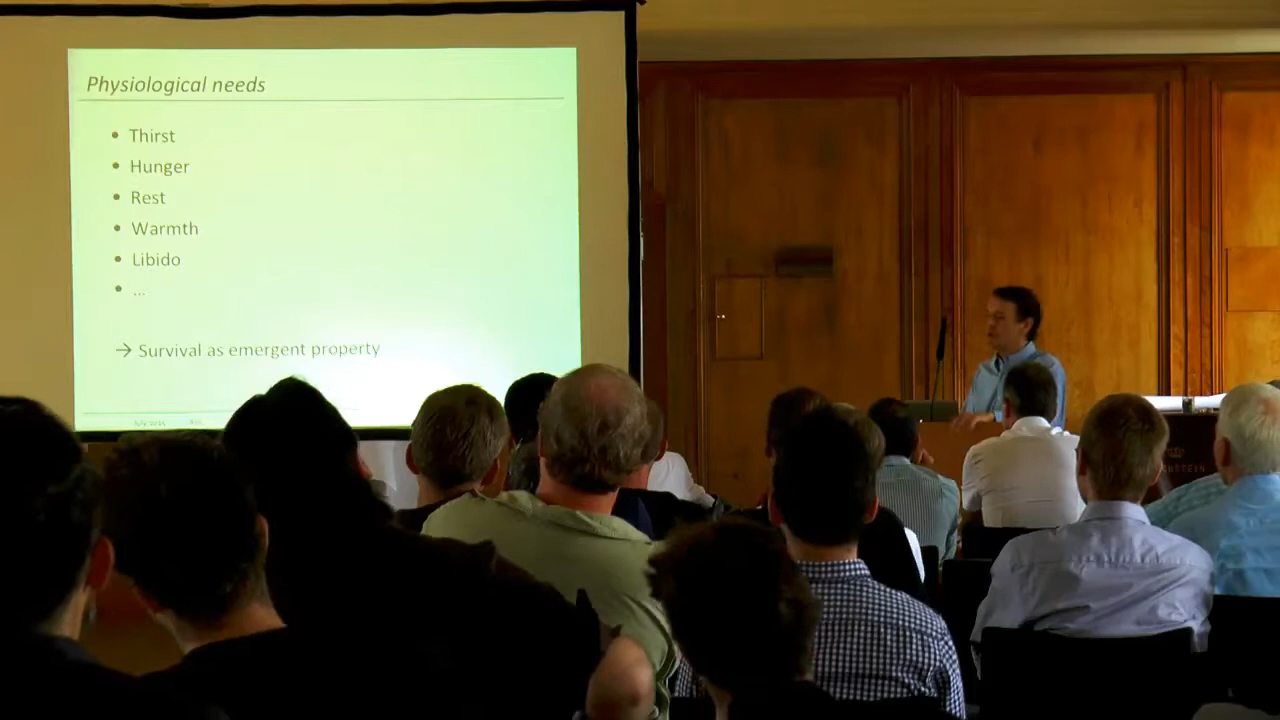 Physiological needs
• Thirst
• Hunger
• Rest
• Warmth
• Libido
• ...
→ Survival as emergent property